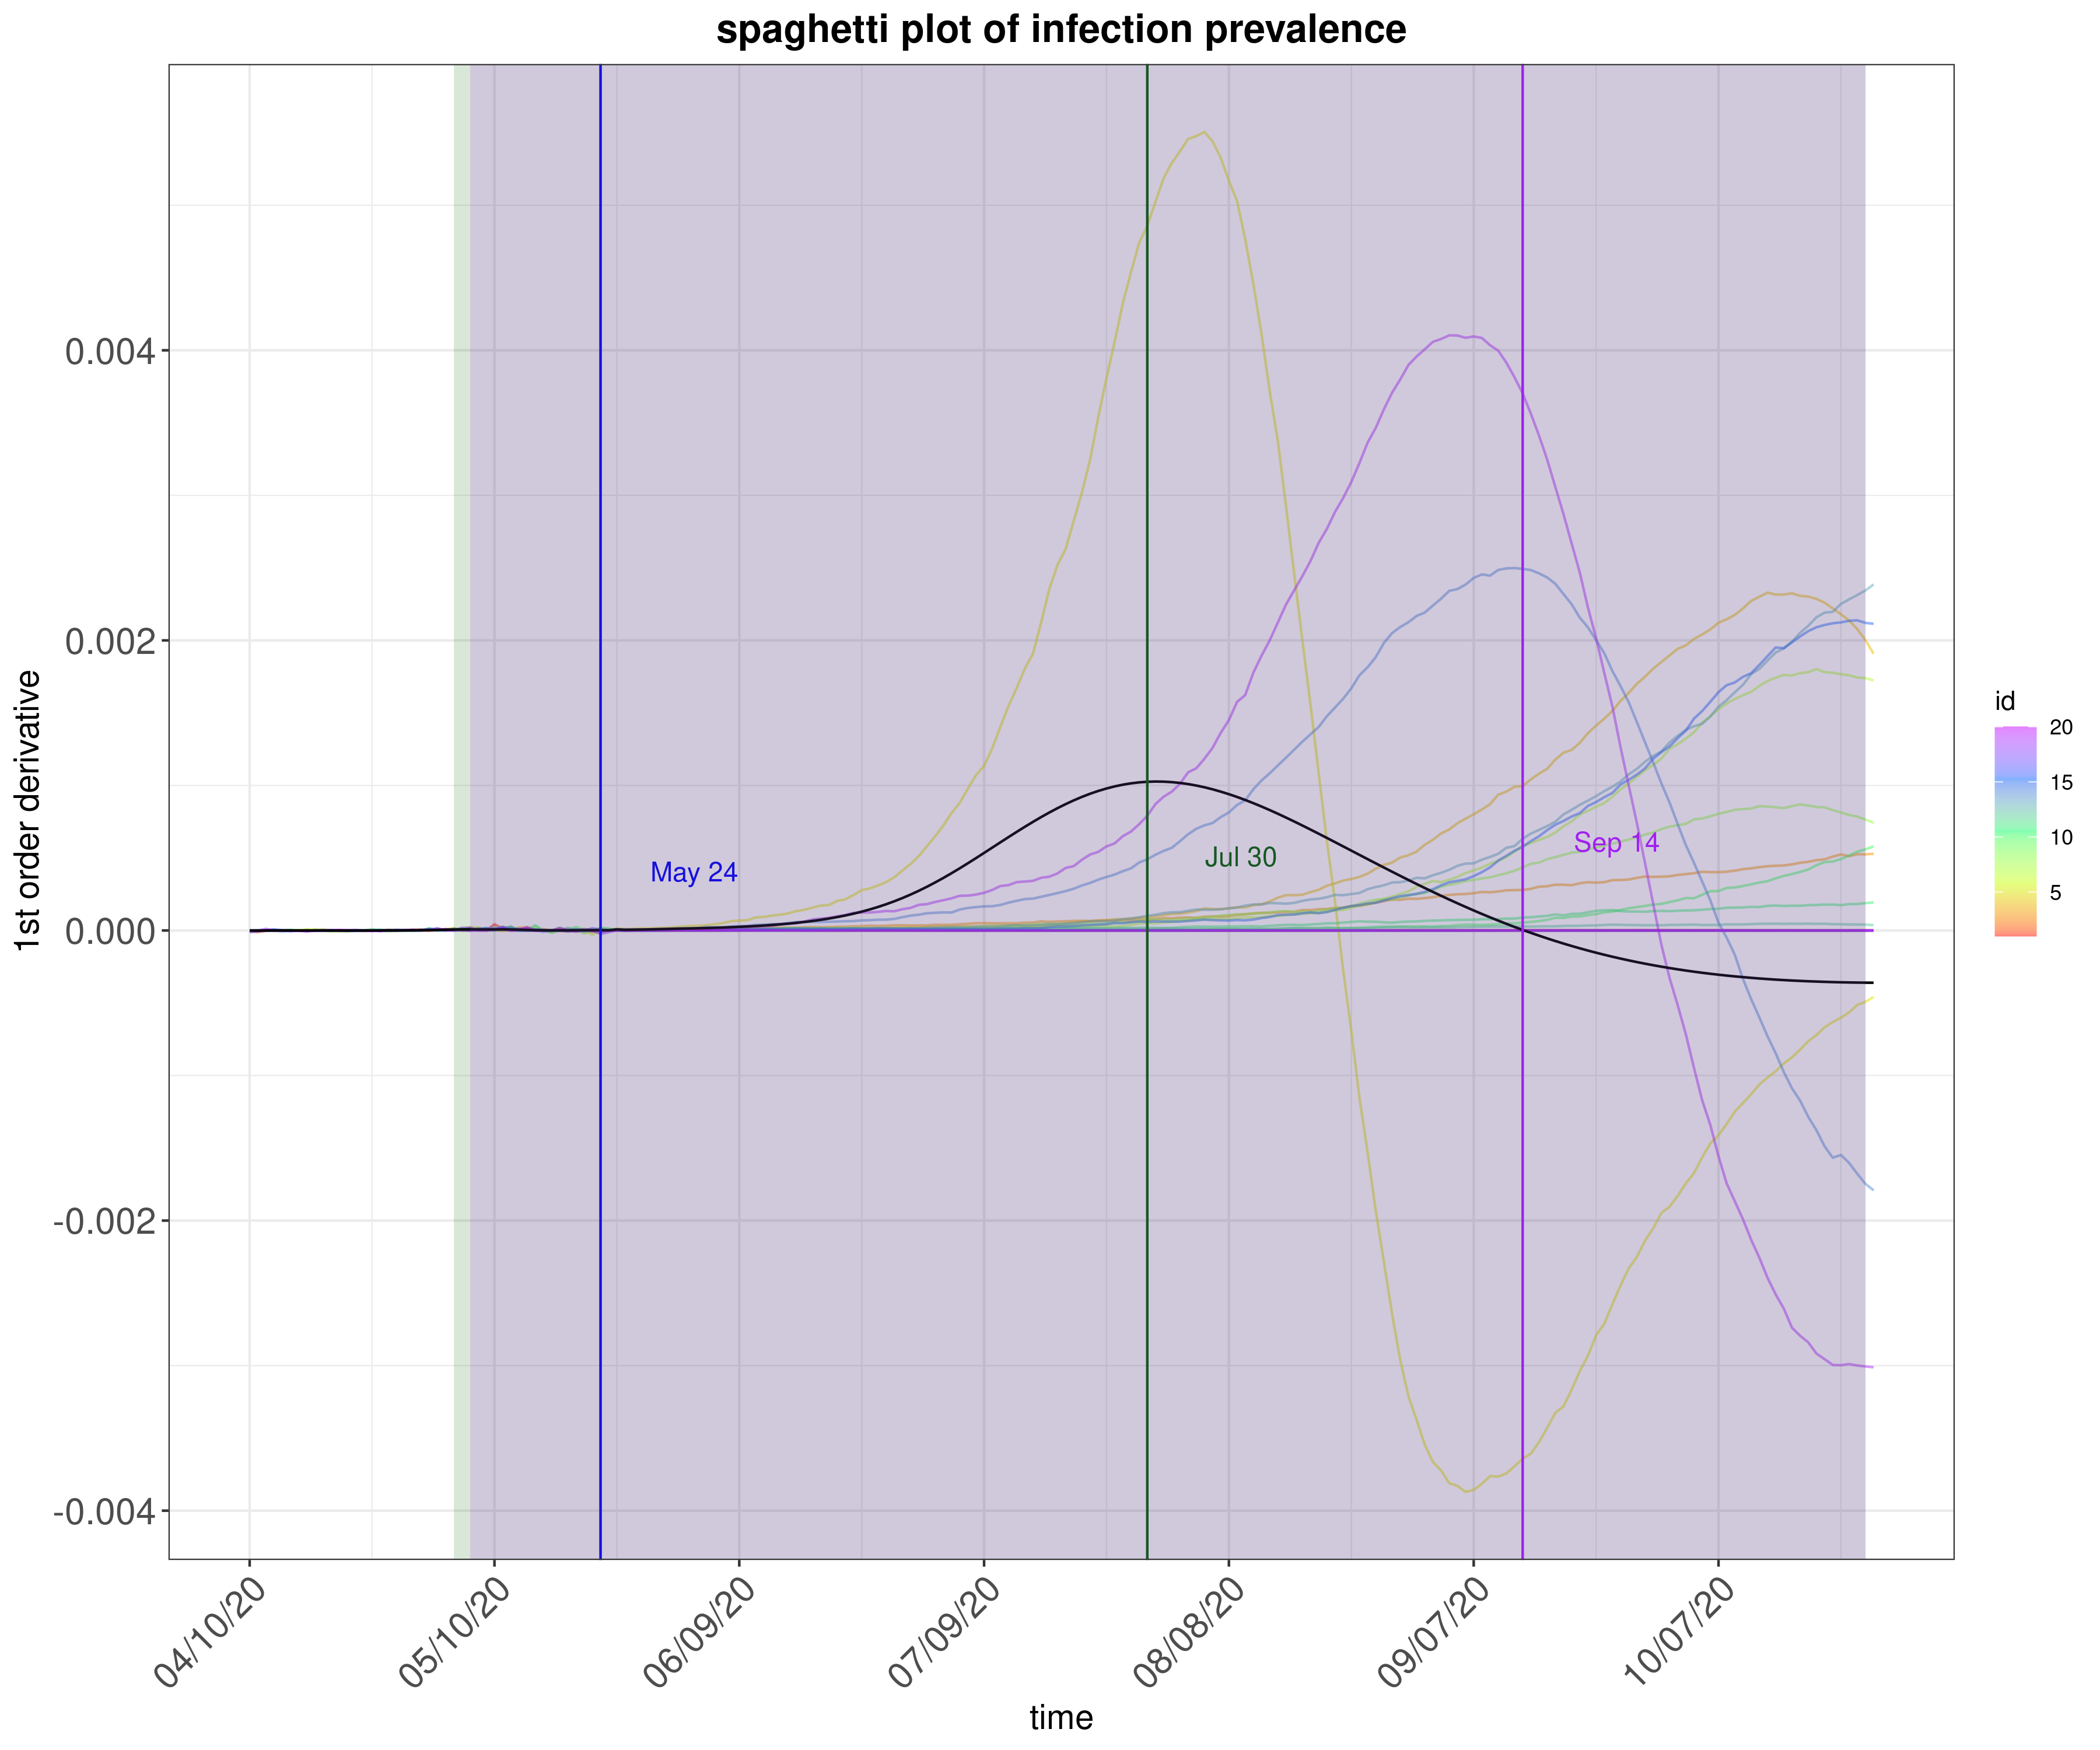 spaghetti plot of infection prevalence
1st order derivative
0.004
0.002
0.000
-0.002
-0.004
May 24
Jul 30
Sep 14
04/10/20
05/10/20
06/09/20
07/09/20
08/08/20
09/07/20
10/07/20
time
id
20
15
10
5